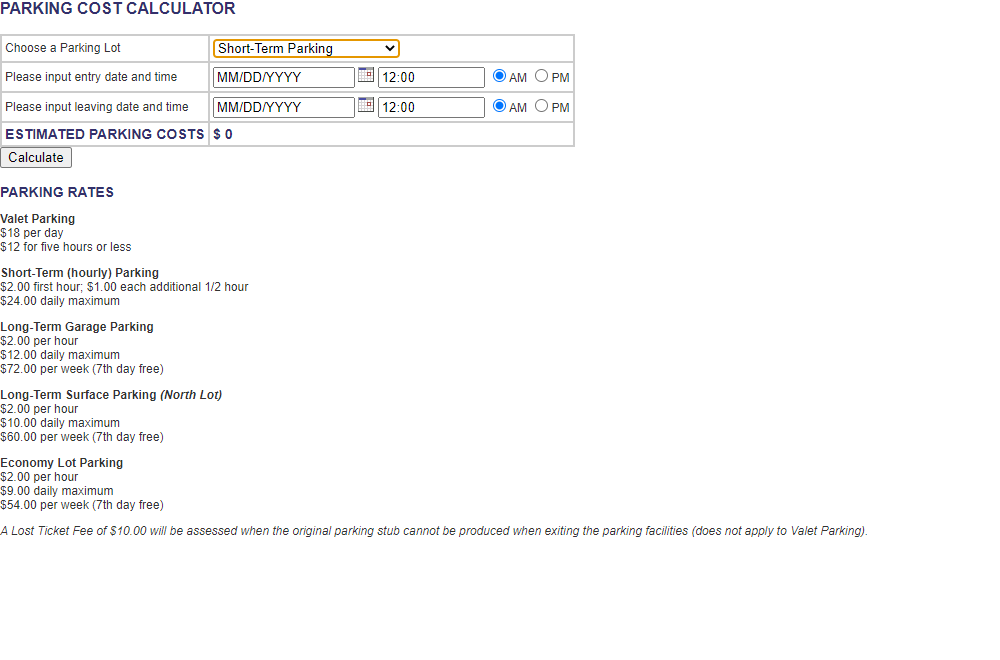 PARKING COST CALCULATOR
Choose a Parking Lot Short-Term Parking
Please input entry date and time MM/DD/YYYY 12:00 AM PM
Please input leaving date and time MM/DD/YYYY 12:00 AM PM
ESTIMATED PARKING COSTS $ 0
Calculate
PARKING RATES
Valet Parking
$18 per day
$12 for five hours or less
Short-Term (hourly) Parking
$2.00 first hour; $1.00 each additional 1/2 hour
$24.00 daily maximum
Long-Term Garage Parking
$2.00 per hour
$12.00 daily maximum
$72.00 per week (7th day free)
Long-Term Surface Parking (North Lot)
$2.00 per hour
$10.00 daily maximum
$60.00 per week (7th day free)
Economy Lot Parking
$2.00 per hour
$9.00 daily maximum
$54.00 per week (7th day free)
A Lost Ticket Fee of $10.00 will be assessed when the original parking stub cannot be produced when exiting the parking facilities (does not apply to Valet Parking).